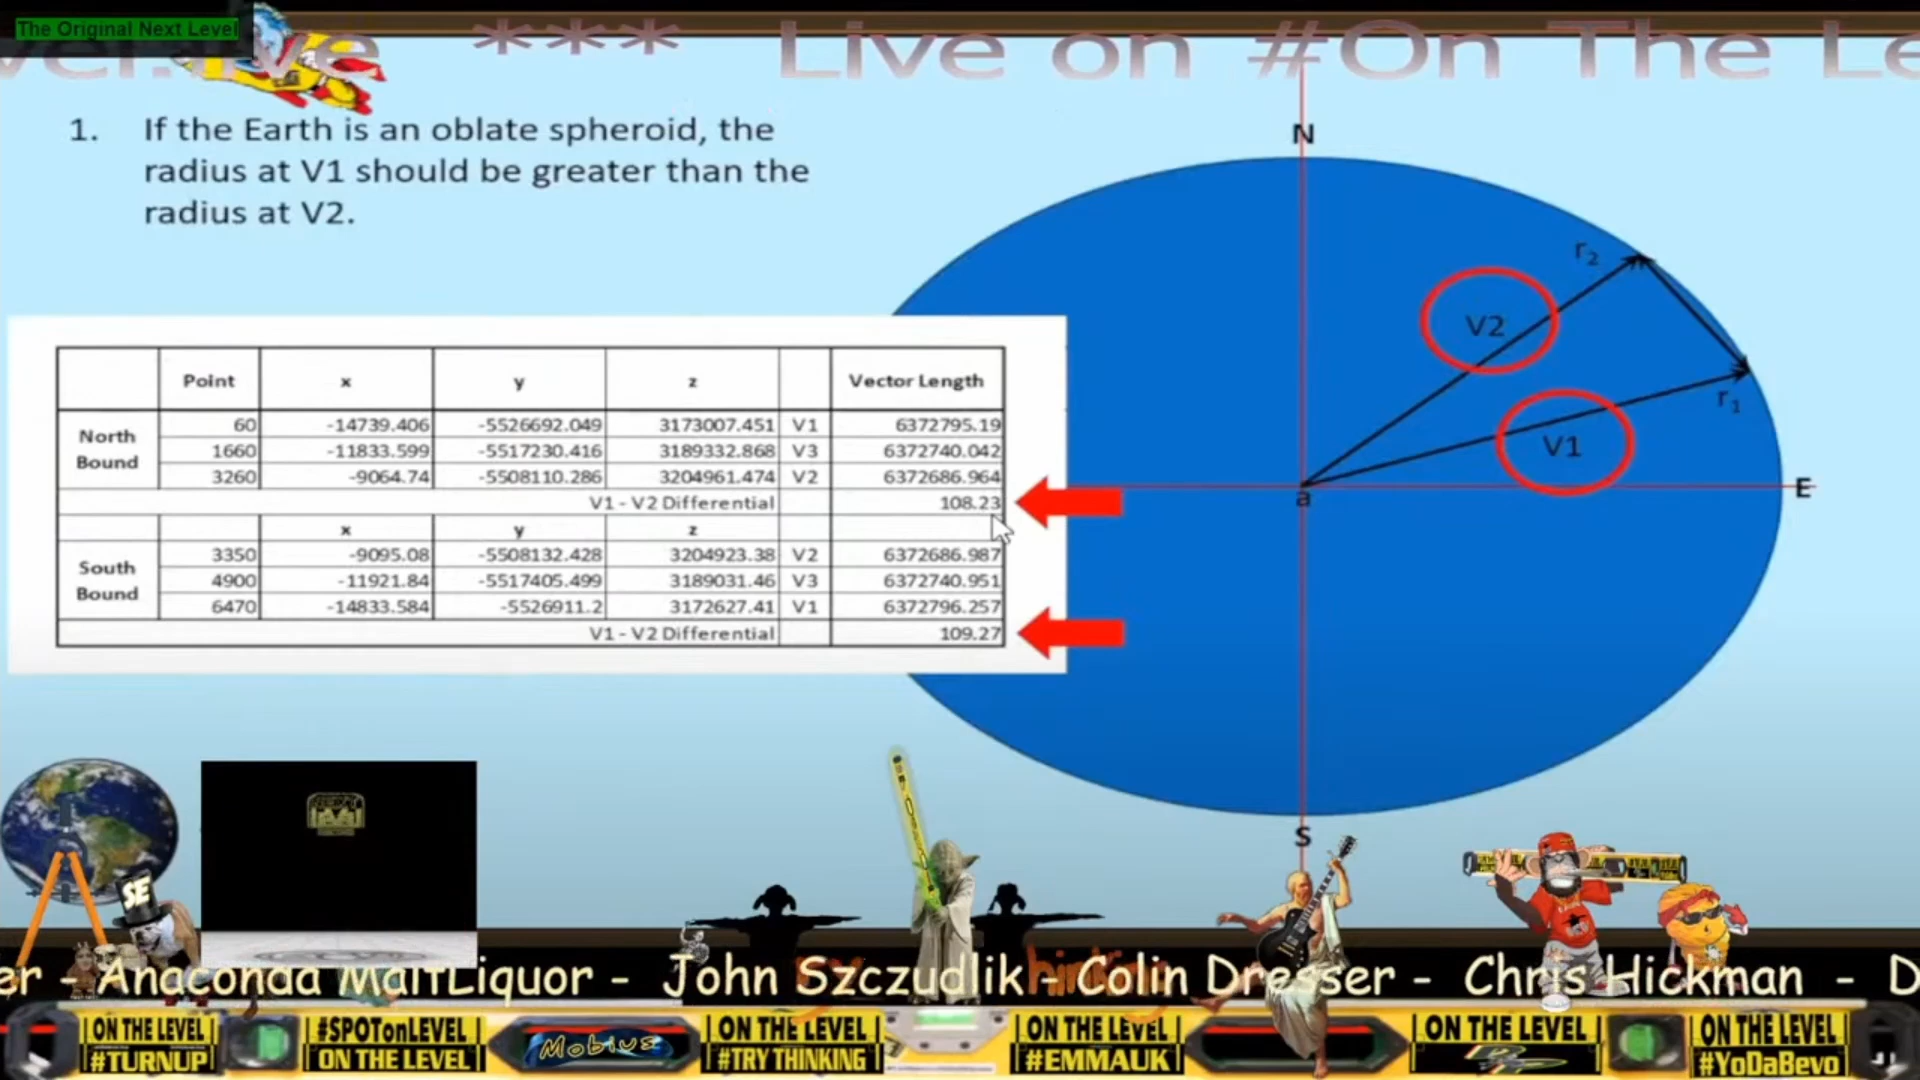 The Original Next Level
vel.live *** Live on #On The Le
1. If the Earth is an oblate spheroid, the
radius at V1 should be greater than the
radius at V2.
N
r2
V2
r1
V1
a
E
S
Point x y z Vector Length
North Bound
60 -14739.406 -5526692.049 3173007.451 V1 6372795.19
1660 -11833.599 -5517230.416 3189332.868 V3 6372740.042
3260 -9064.74 -5508110.286 3204961.474 V2 6372686.964
V1 - V2 Differential 108.23
x y z
South Bound
3350 -9095.08 -5508132.428 3204923.38 V2 6372686.987
4900 -11921.84 -5517405.499 3189031.46 V3 6372740.951
6470 -14833.584 -5526911.2 3172627.41 V1 6372796.257
V1 - V2 Differential 109.27
SE
er - Anaconda MaltLiquor - John Szczudlik - Colin Dresser - Chris Hickman - D
ON THE LEVEL
#TURNUP
#SPOTonLEVEL
ON THE LEVEL
Mobius
ON THE LEVEL
#TRY THINKING
ON THE LEVEL
#EMMAUK
ON THE LEVEL
ON THE LEVEL
#YoDaBevo